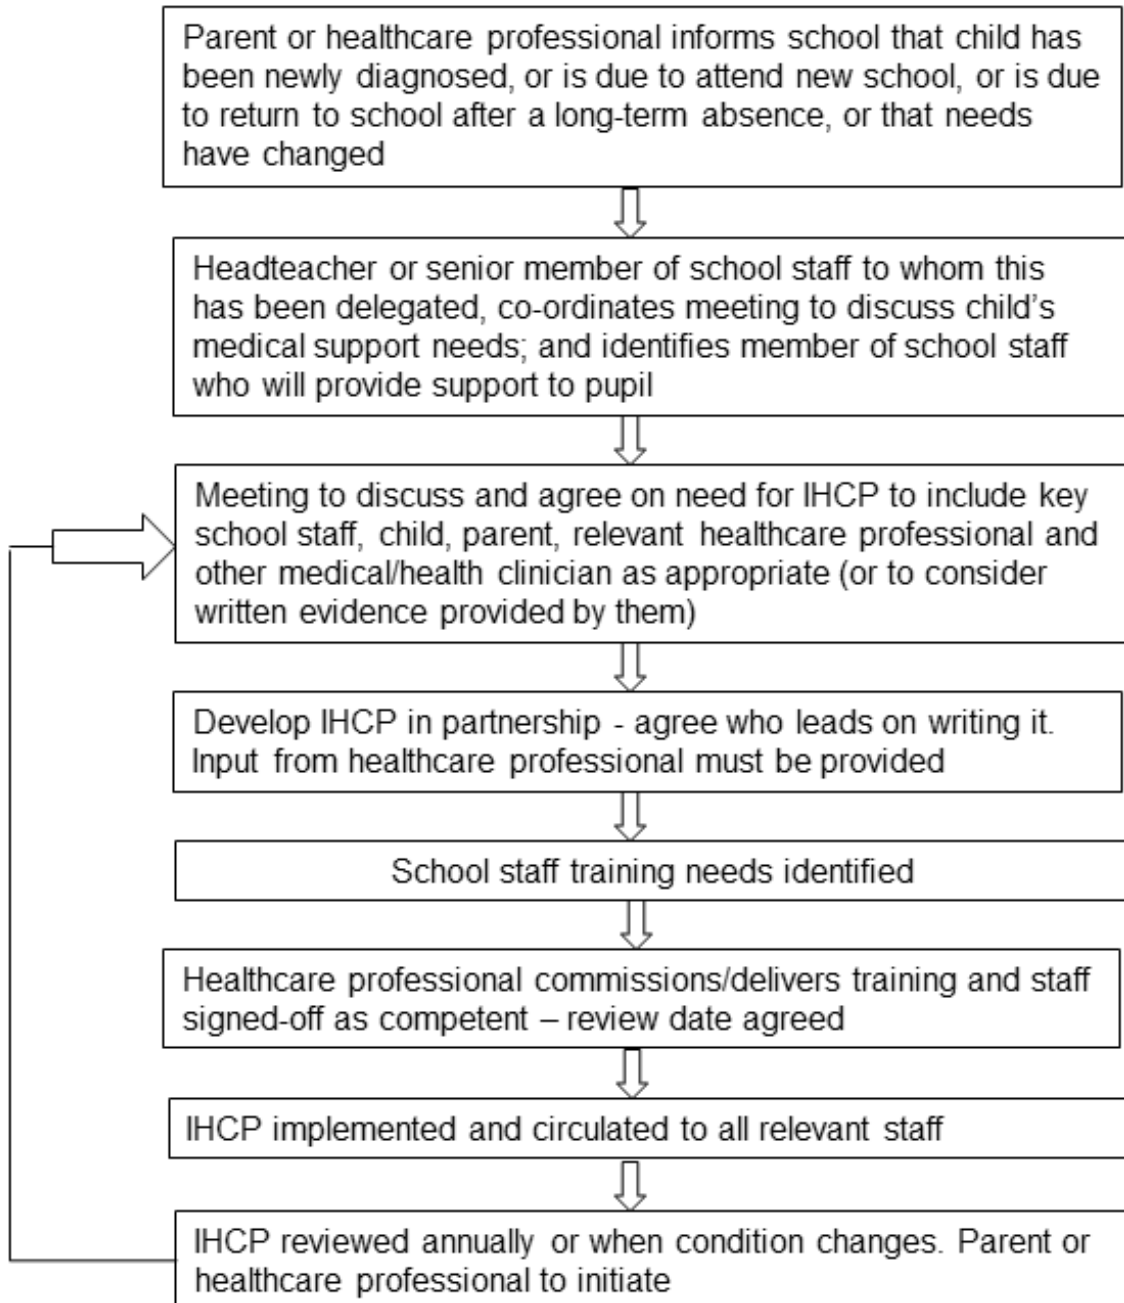 Parent or healthcare professional informs school that child has
been newly diagnosed, or is due to attend new school, or is due
to return to school after a long-term absence, or that needs
have changed
Headteacher or senior member of school staff to whom this
has been delegated, co-ordinates meeting to discuss child’s
medical support needs; and identifies member of school staff
who will provide support to pupil
Meeting to discuss and agree on need for IHCP to include key
school staff, child, parent, relevant healthcare professional and
other medical/health clinician as appropriate (or to consider
written evidence provided by them)
Develop IHCP in partnership - agree who leads on writing it.
Input from healthcare professional must be provided
School staff training needs identified
Healthcare professional commissions/delivers training and staff
signed-off as competent – review date agreed
IHCP implemented and circulated to all relevant staff
IHCP reviewed annually or when condition changes. Parent or
healthcare professional to initiate